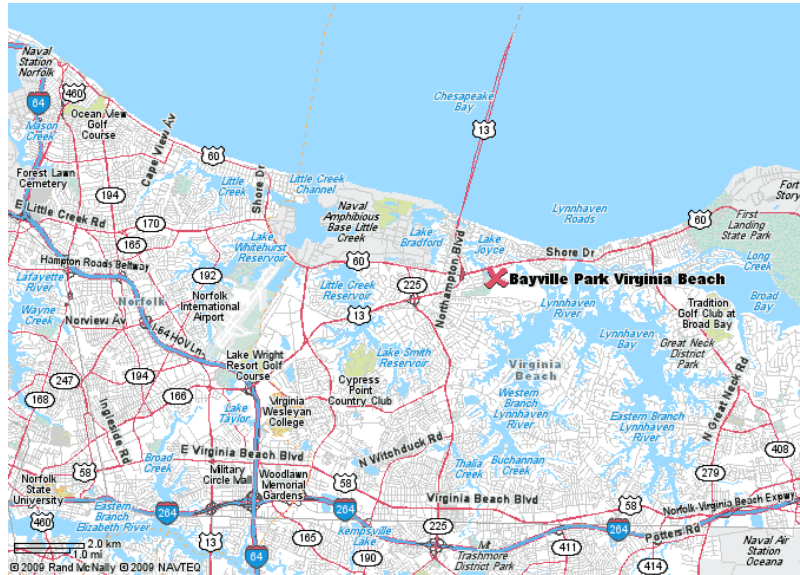 Naval
Station
Norfolk
460
64
Mason
Creek
Ocean View
Golf
Course
Cape View Av
60
Forest Lawn
Cemetery
194
E Little Creek Rd
170
165
Shore Dr
Little
Creek
Little Creek
Channel
Naval
Amphibious
Base Little
Creek
Chesapeake
Bay
13
Lake
Bradford
Lake
Joyce
Northampton Blvd
Lynnhaven
Roads
Shore Dr
60
Fort
Story
First
Landing
State Park
Long
Creek
Broad
Bay
Hampton Roads Beltway
Lafayette
River
Wayne
Creek
Norfolk
Norview Av
I-64 HOV Ln
192
Norfolk
International
Airport
Lake
Whitehurst
Reservoir
60
Little Creek
Reservoir
225
13
Bayville Park Virginia Beach
Lynnhaven
River
Lynnhaven
Bay
Tradition
Golf Club at
Broad Bay
Great Neck
District
Park
N Great Neck Rd
247
194
168
166
Ingleside Rd
Lake Wright
Resort Golf
Course
Lake
Taylor
Virginia
Wesleyan
College
Cypress
Point
Country Club
Lake Smith
Reservoir
Virginia
Beach
Western
Branch
Lynnhaven
River
Eastern Branch
Lynnhaven
River
E Virginia Beach Blvd
N Witchduck Rd
Thalia
Creek
Buchannan
Creek
279
408
58
Broad
Creek
Military
Circle Mall
Woodlawn
Memorial
Gardens
58
Virginia Beach Blvd
58
Norfolk-Virginia Beach Expwy
Norfolk
State
University
460
Eastern
Branch
Elizabeth River
264
264
264
Potters Rd
13
64
165
Kempsville
Lake
190
225
Mt
Trashmore
District Park
411
414
Naval Air
Station
Oceana
2.0 km
1.0 mi
© 2009 Rand McNally © 2009 NAVTEQ